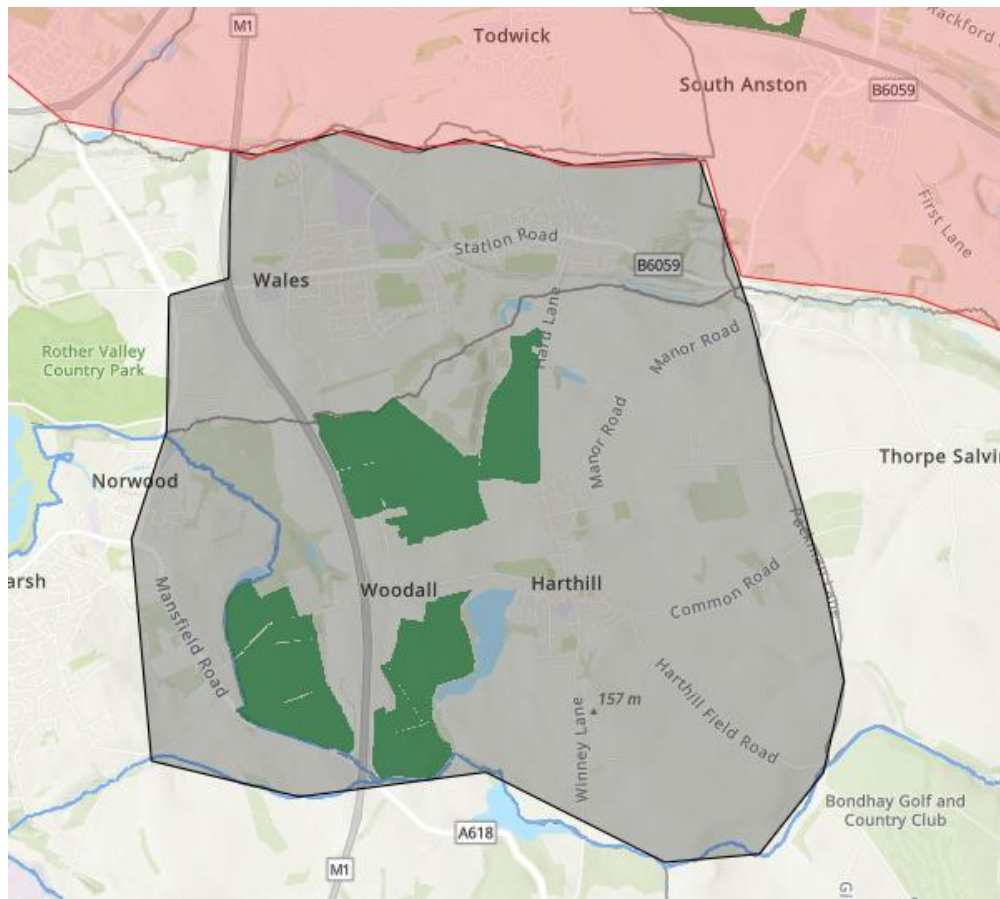 M1
Todwick
South Anston
B6059
First Lane
Station Road
Wales
B6059
Rother Valley
Country Park
Hard Lane
Manor Road
Manor Road
Norwood
Thorpe
Packman Lane
arsh
Woodall
Harthill
Common Road
Mansfield Road
157 m
Harthill Field Road
Winney Lane
Bondhay Golf and
Country Club
A618
M1
Gl